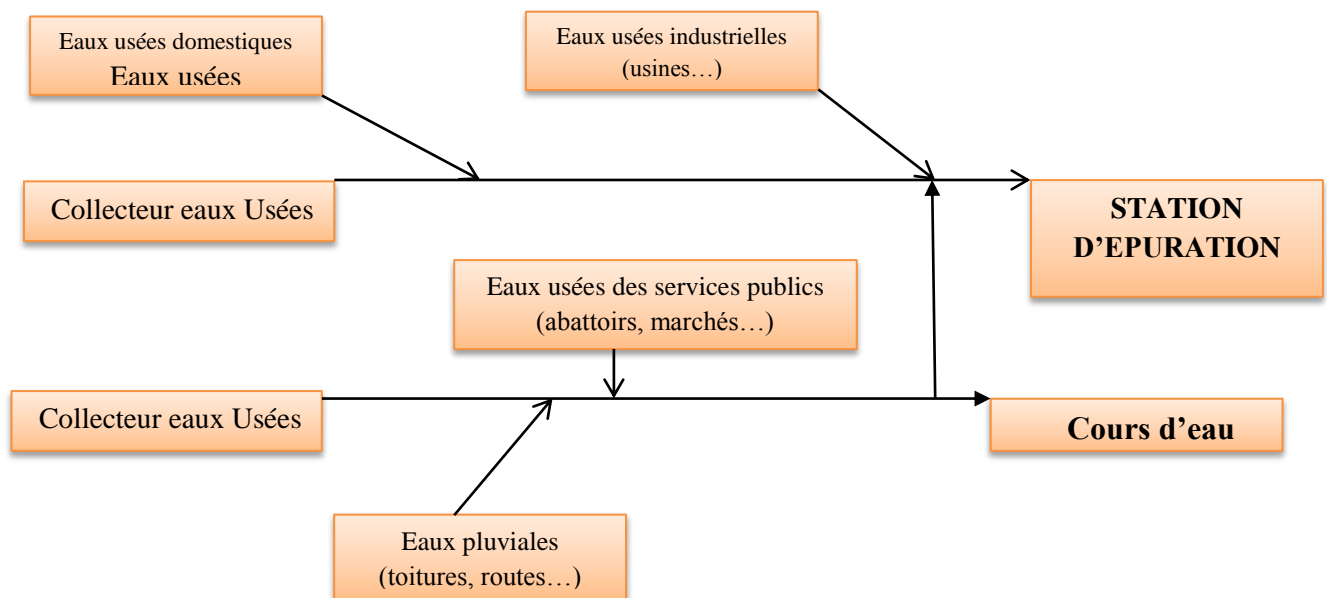 Eaux usées domestiques
Eaux usées
Eaux usées industrielles
(usines…)
Collecteur eaux Usées
STATION
D’EPURATION
Eaux usées des services publics
(abattoirs, marchés…)
Collecteur eaux Usées
Cours d’eau
Eaux pluviales
(toitures, routes…)